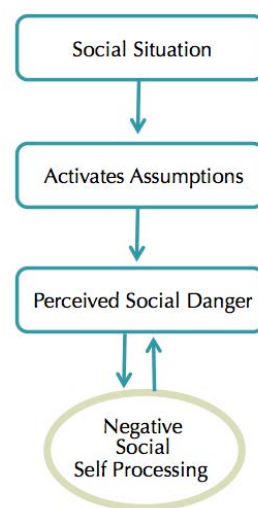 Social Situation
Activates Assumptions
Perceived Social Danger
Negative
Social
Self Processing